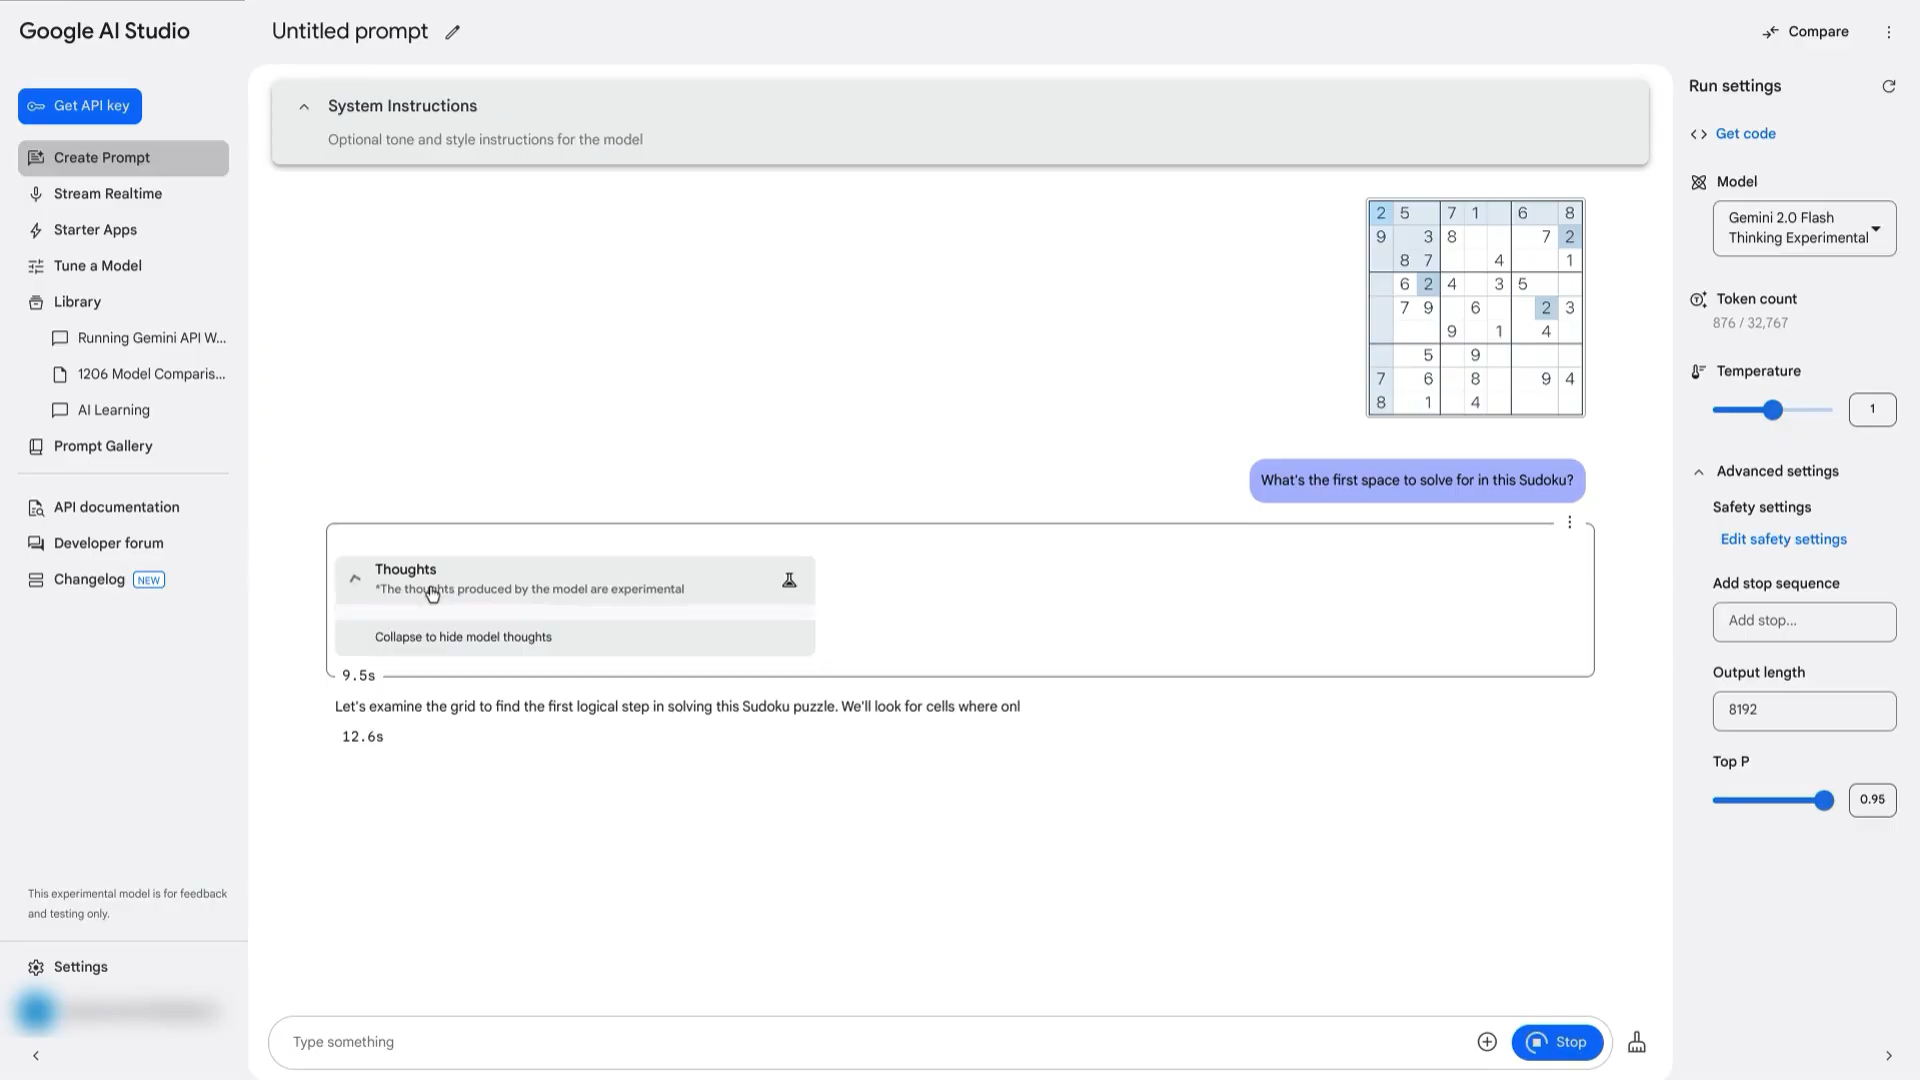 Google AI Studio
Untitled prompt
Compare
Get API key
Create Prompt
Stream Realtime
Starter Apps
Tune a Model
Library
Running Gemini API W...
1206 Model Comparis...
AI Learning
Prompt Gallery
API documentation
Developer forum
Changelog NEW
This experimental model is for feedback
and testing only.
Settings
System Instructions
Optional tone and style instructions for the model
2 5 7 1 6 8
9 3 8 7 2
8 7 4 1
6 2 4 3 5
7 9 6 2 3
9 1 4
5 9
7 6 8 9 4
8 1 4
What's the first space to solve for in this Sudoku?
Thoughts
*The thoughts produced by the model are experimental
Collapse to hide model thoughts
9.5s
Let's examine the grid to find the first logical step in solving this Sudoku puzzle. We'll look for cells where onl
12.6s
Type something
Stop
Run settings
Get code
Model
Gemini 2.0 Flash
Thinking Experimental
Token count
876 / 32,767
Temperature
1
Advanced settings
Safety settings
Edit safety settings
Add stop sequence
Add stop...
Output length
8192
Top P
0.95